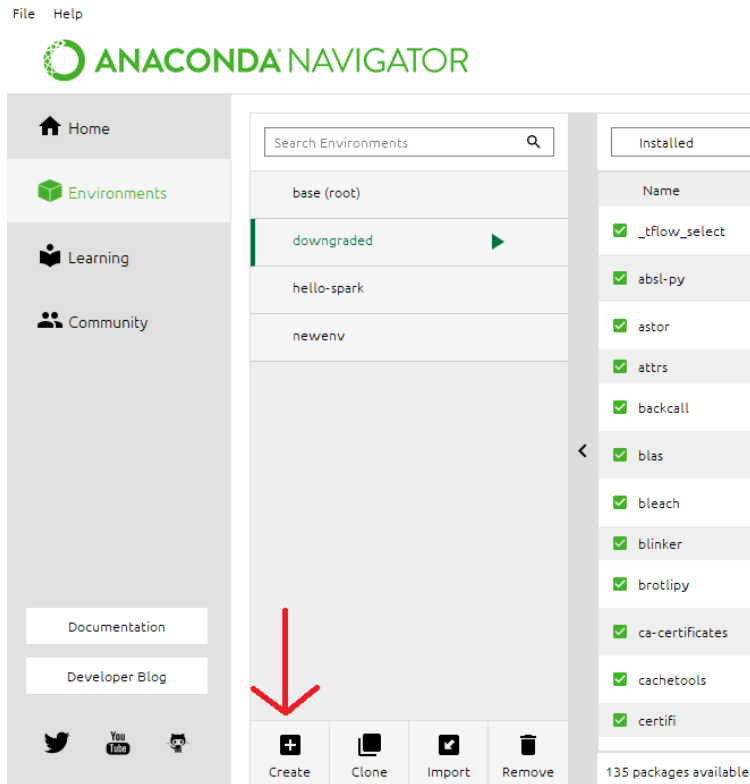 File Help
ANACONDA NAVIGATOR
Home
Environments
Learning
Community
Documentation
Developer Blog
You
Tube
Search Environments
base (root)
downgraded
hello-spark
newenv
Create Clone Import Remove
Installed
Name
_tflow_select
absl-py
astor
attrs
backcall
blas
bleach
blinker
brotlipy
ca-certificates
cachetools
certifi
135 packages available